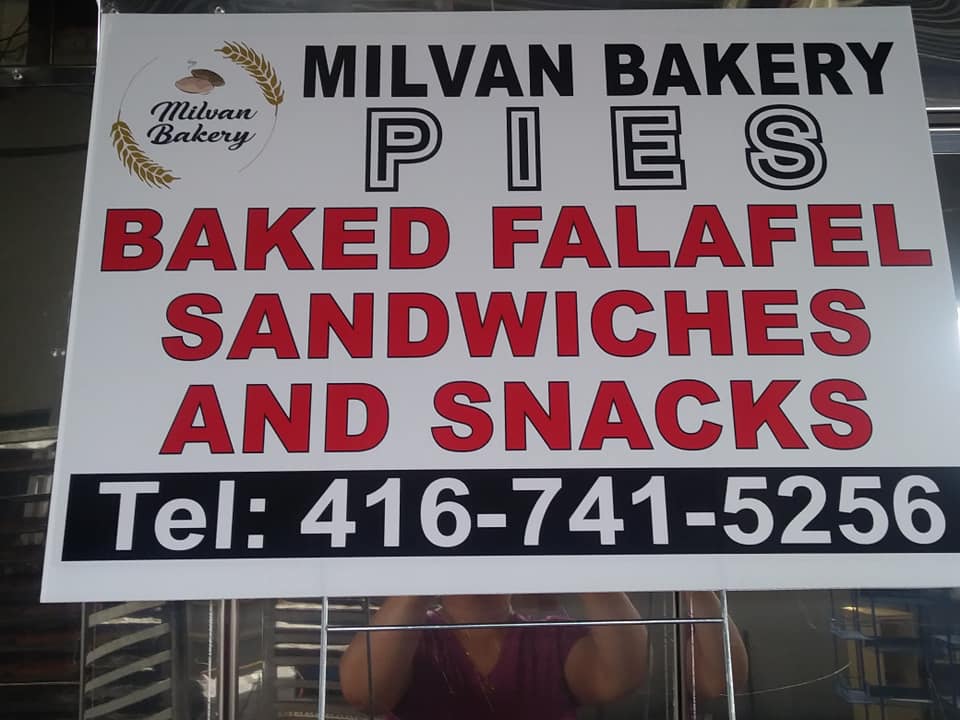 Milvan
Bakery
MILVAN BAKERY
PIES
BAKED FALAFEL
SANDWICHES
AND SNACKS
Tel: 416-741-5256